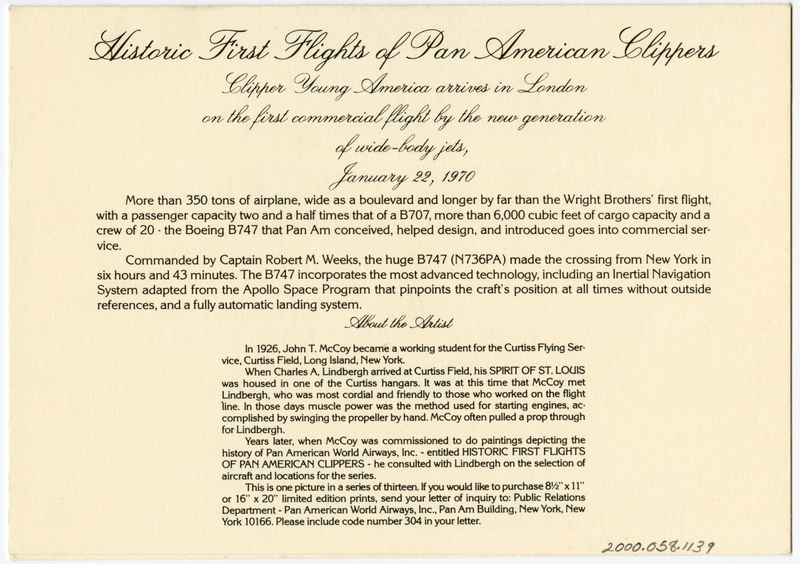 Historic First Flights of Pan American Clippers
Clipper Young America arrives in London
on the first commercial flight by the new generation
of wide-body jets,
January 22, 1970
More than 350 tons of airplane, wide as a boulevard and longer by far than the Wright Brothers' first flight,
with a passenger capacity two and a half times that of a B707, more than 6,000 cubic feet of cargo capacity and a
crew of 20 - the Boeing B747 that Pan Am conceived, helped design, and introduced goes into commercial ser-
vice.
Commanded by Captain Robert M. Weeks, the huge B747 (N736PA) made the crossing from New York in
six hours and 43 minutes. The B747 incorporates the most advanced technology, including an Inertial Navigation
System adapted from the Apollo Space Program that pinpoints the craft's position at all times without outside
references, and a fully automatic landing system.
About the Artist
In 1926, John T. McCoy became a working student for the Curtiss Flying Ser-
vice, Curtiss Field, Long Island, New York.
When Charles A. Lindbergh arrived at Curtiss Field, his SPIRIT OF ST. LOUIS
was housed in one of the Curtiss hangars. It was at this time that McCoy met
Lindbergh, who was most cordial and friendly to those who worked on the flight
line. In those days muscle power was the method used for starting engines, ac-
complished by swinging the propeller by hand. McCoy often pulled a prop through
for Lindbergh.
Years later, when McCoy was commissioned to do paintings depicting the
history of Pan American World Airways, Inc. - entitled HISTORIC FIRST FLIGHTS
OF PAN AMERICAN CLIPPERS - he consulted with Lindbergh on the selection of
aircraft and locations for the series.
This is one picture in a series of thirteen. If you would like to purchase 8½" x 11"
or 16" x 20" limited edition prints, send your letter of inquiry to: Public Relations
Department - Pan American World Airways, Inc., Pan Am Building, New York, New
York 10166. Please include code number 304 in your letter.
2000.058.1139